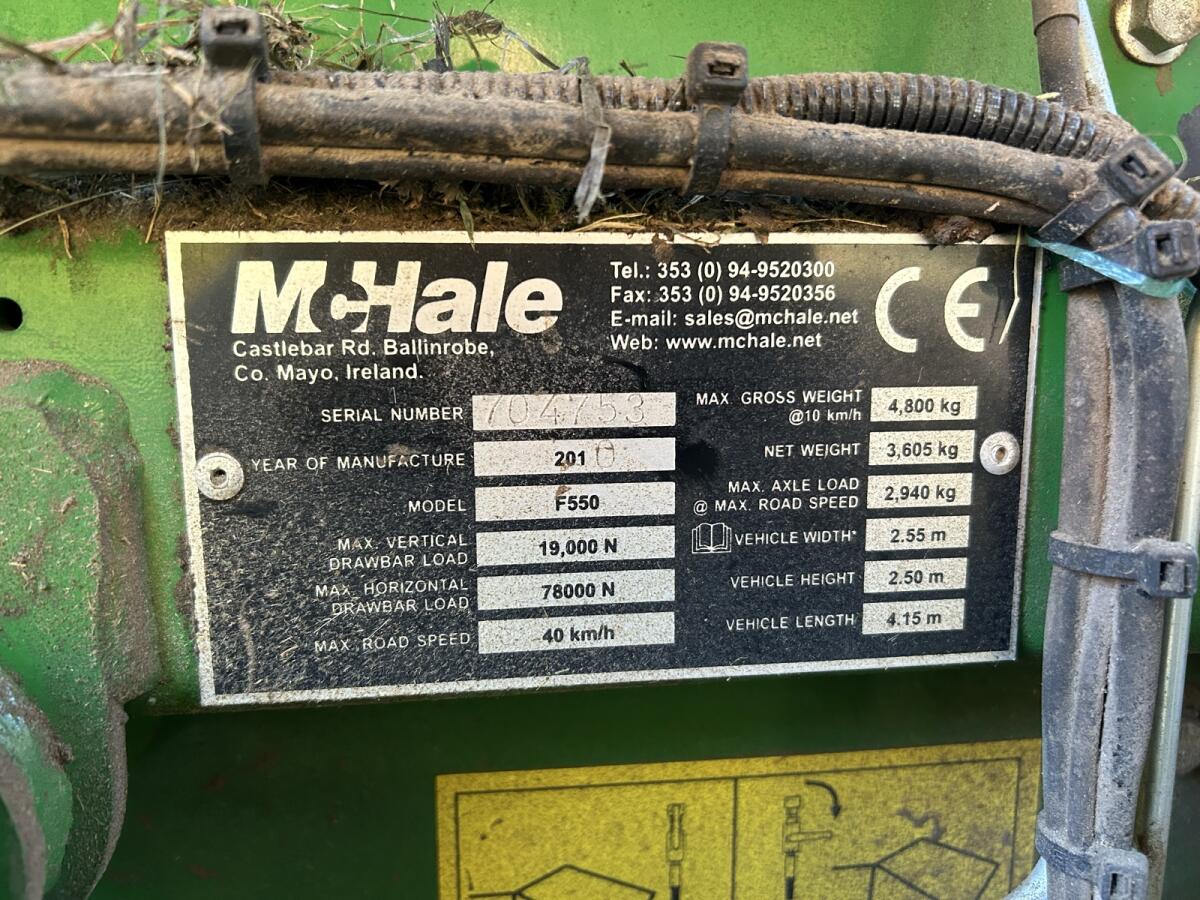 McHale
Castlebar Rd. Ballinrobe,
Co. Mayo, Ireland.
Tel.: 353 (0) 94-9520300
Fax: 353 (0) 94-9520356
E-mail: sales@mchale.net
Web: www.mchale.net
CE
SERIAL NUMBER 704753
YEAR OF MANUFACTURE 2010
MODEL F550
MAX. VERTICAL
DRAWBAR LOAD 19,000 N
MAX. HORIZONTAL
DRAWBAR LOAD 78000 N
MAX. ROAD SPEED 40 km/h
MAX. GROSS WEIGHT
@10 km/h 4,800 kg
NET WEIGHT 3,605 kg
MAX. AXLE LOAD
@ MAX. ROAD SPEED 2,940 kg
VEHICLE WIDTH* 2.55 m
VEHICLE HEIGHT 2.50 m
VEHICLE LENGTH 4.15 m